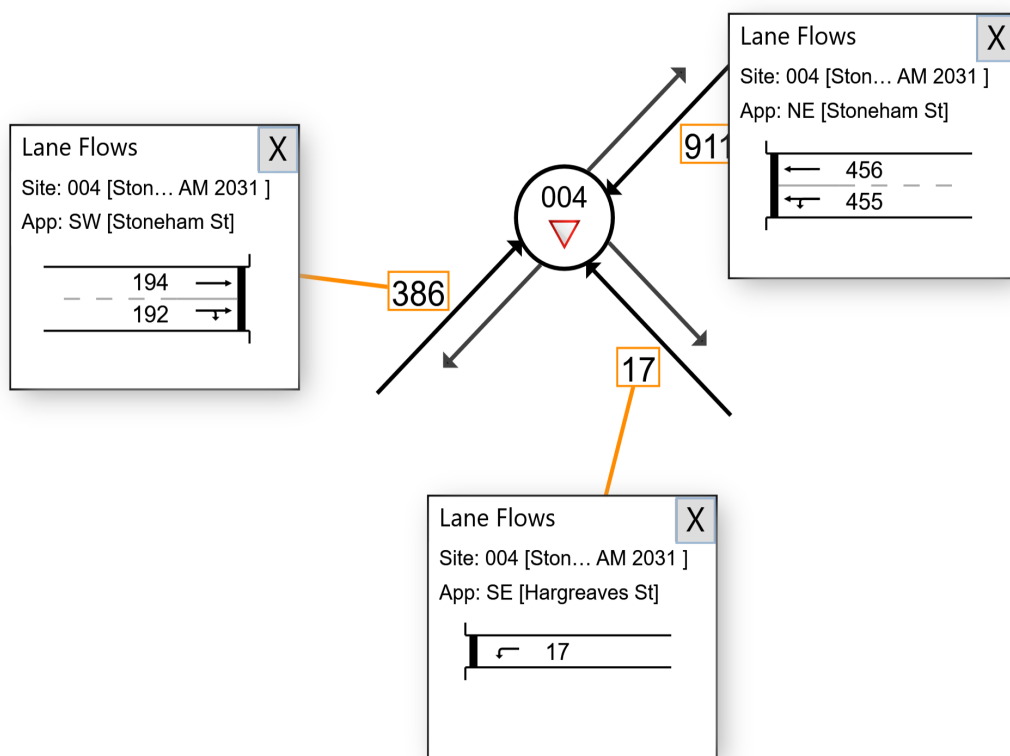 Lane Flows
X
Site: 004 [Ston... AM 2031 ]
App: NE [Stoneham St]
456
455
911
004
Lane Flows
X
Site: 004 [Ston... AM 2031 ]
App: SW [Stoneham St]
194
192
386
17
Lane Flows
X
Site: 004 [Ston... AM 2031 ]
App: SE [Hargreaves St]
17